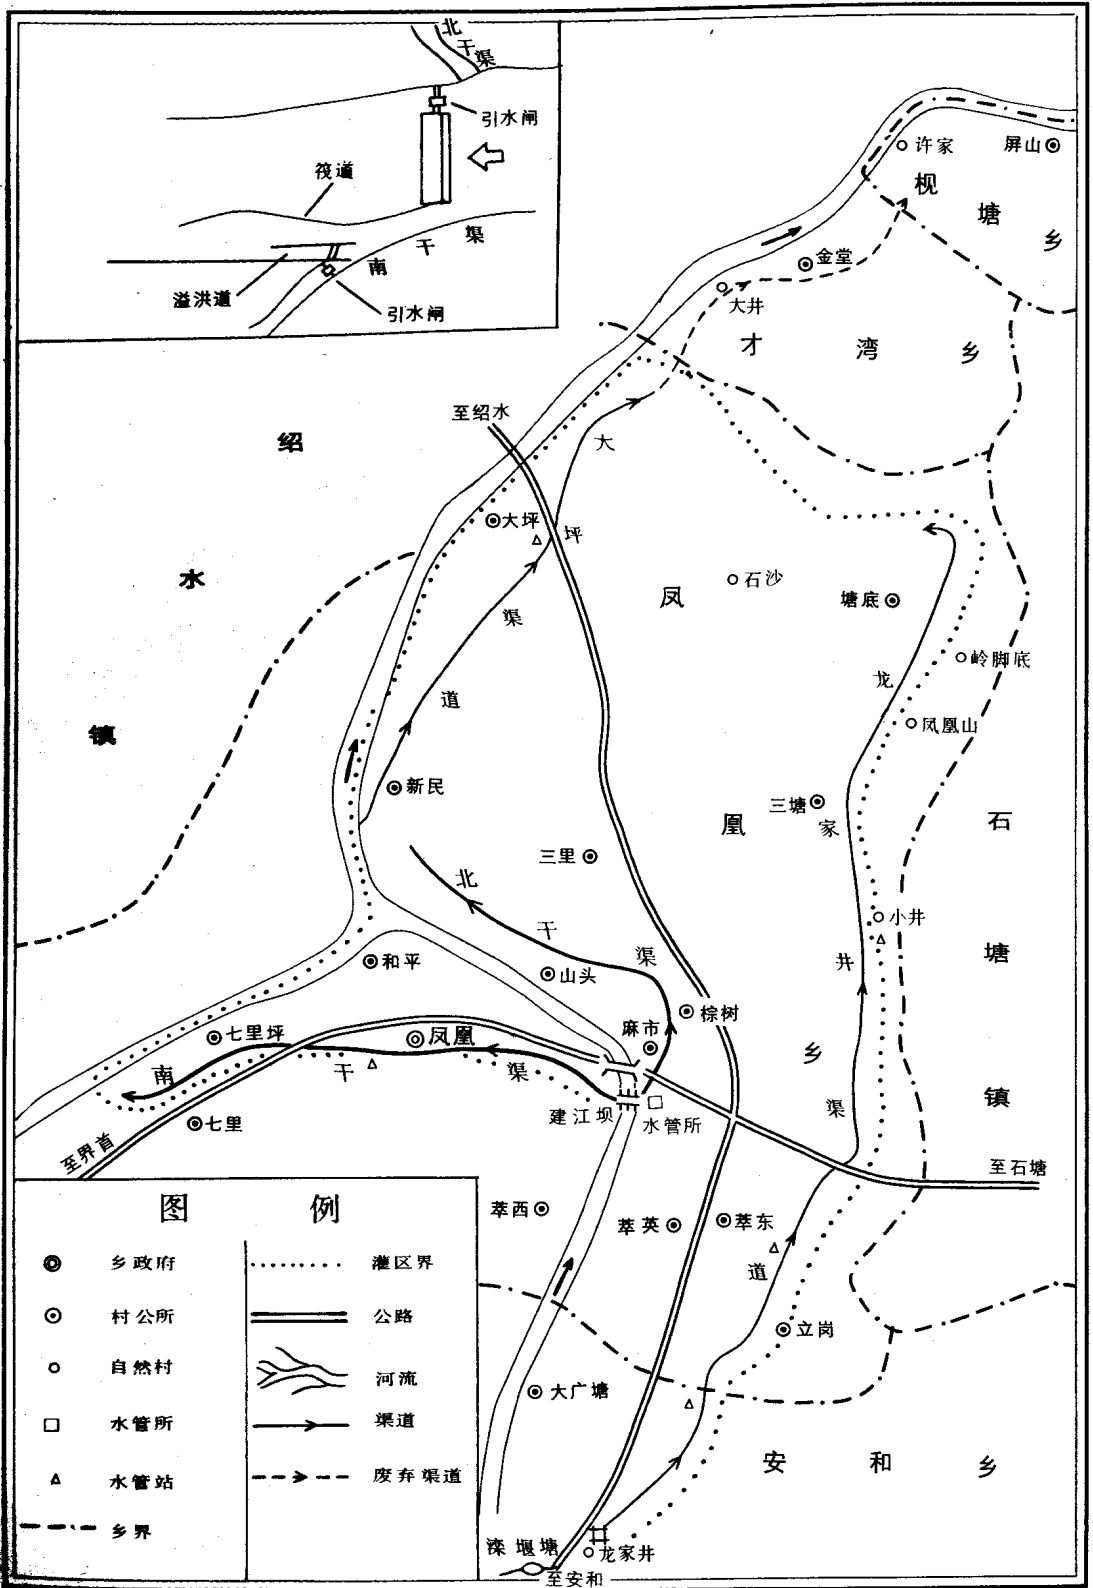 北干渠
引水闸
筏道
南干渠
溢洪道
引水闸
许家
屏山
枧塘乡
金堂
大井
才湾乡
至绍水
绍水镇
大坪
大坪渠道
石沙
凤凰乡
塘底
岭脚底
凤凰山
新民
三塘
石塘镇
三里
小井
北干渠
和平
山头
棕树
麻市
七里坪
凤凰
南干渠
建江坝
水管所
七里
至界首
至石塘
龙家井渠道
萃西
萃英
萃东
立岗
大广塘
安和乡
滦堰塘
龙家井
至安和
图例
乡政府
村公所
自然村
水管所
水管站
乡界
灌区界
公路
河流
渠道
废弃渠道